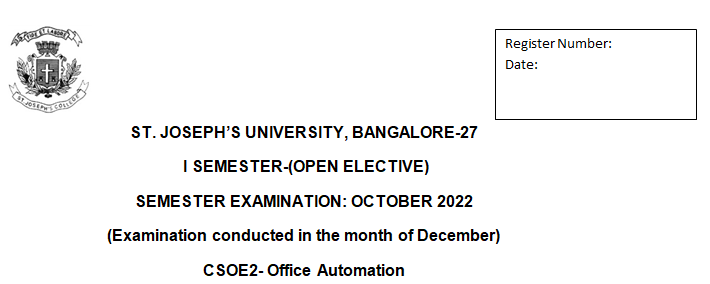 FIDE ET LABORE
ST. JOSEPH'S COLLEGE
Register Number:
Date:
ST. JOSEPH'S UNIVERSITY, BANGALORE-27
I SEMESTER-(OPEN ELECTIVE)
SEMESTER EXAMINATION: OCTOBER 2022
(Examination conducted in the month of December)
CSOE2- Office Automation